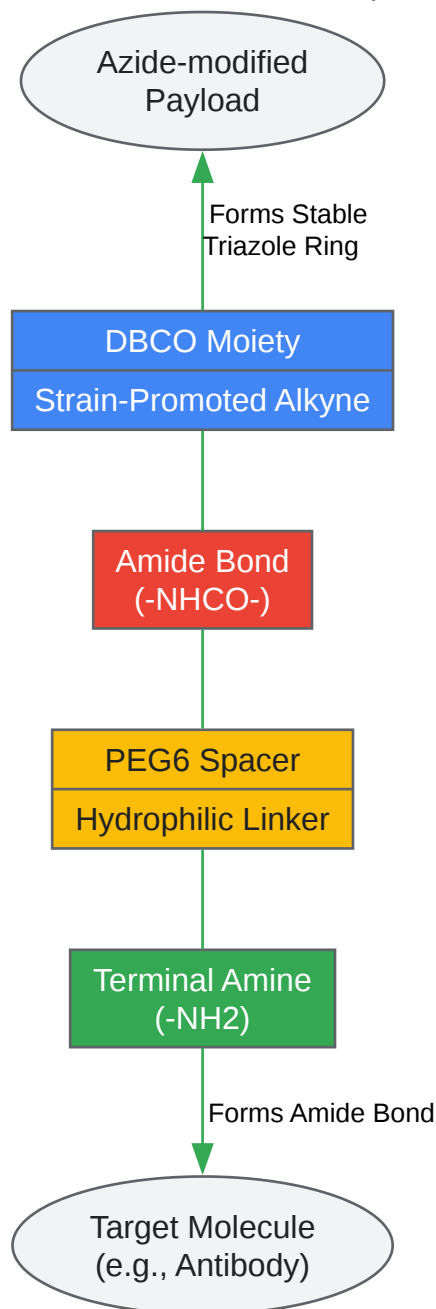 Azide-modified
Payload
Forms Stable
Triazole Ring
DBCO Moiety
Strain-Promoted Alkyne
Amide Bond
(-NHCO-)
PEG6 Spacer
Hydrophilic Linker
Terminal Amine
(-NH2)
Forms Amide Bond
Target Molecule
(e.g., Antibody)